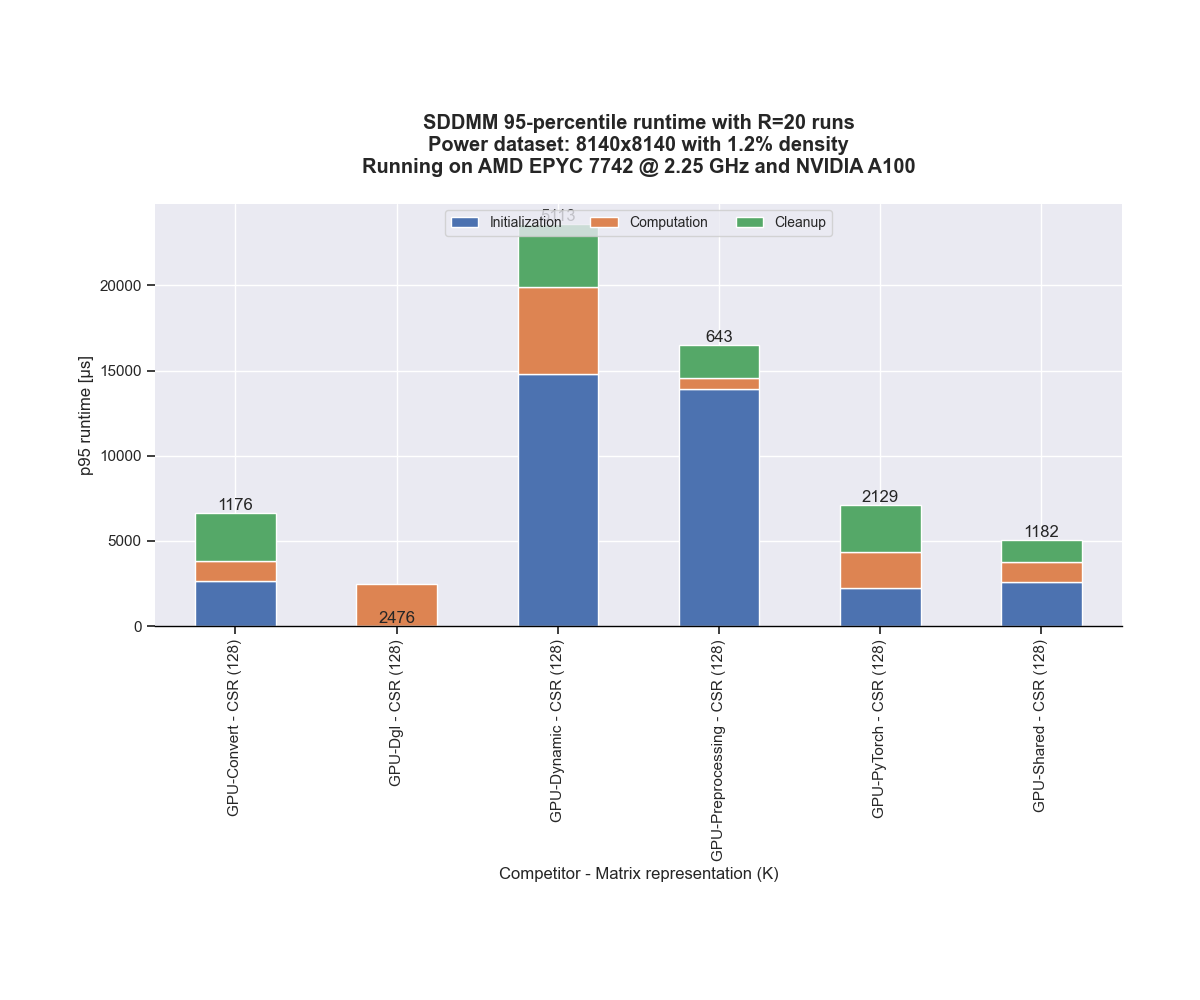 SDDMM 95-percentile runtime with R=20 runs
Power dataset: 8140x8140 with 1.2% density
Running on AMD EPYC 7742 @ 2.25 GHz and NVIDIA A100
5113
Initialization
Computation
Cleanup
20000
15000
10000
5000
0
p95 runtime [µs]
1176
2476
643
2129
1182
GPU-Convert - CSR (128)
GPU-Dgl - CSR (128)
GPU-Dynamic - CSR (128)
GPU-Preprocessing - CSR (128)
GPU-PyTorch - CSR (128)
GPU-Shared - CSR (128)
Competitor - Matrix representation (K)